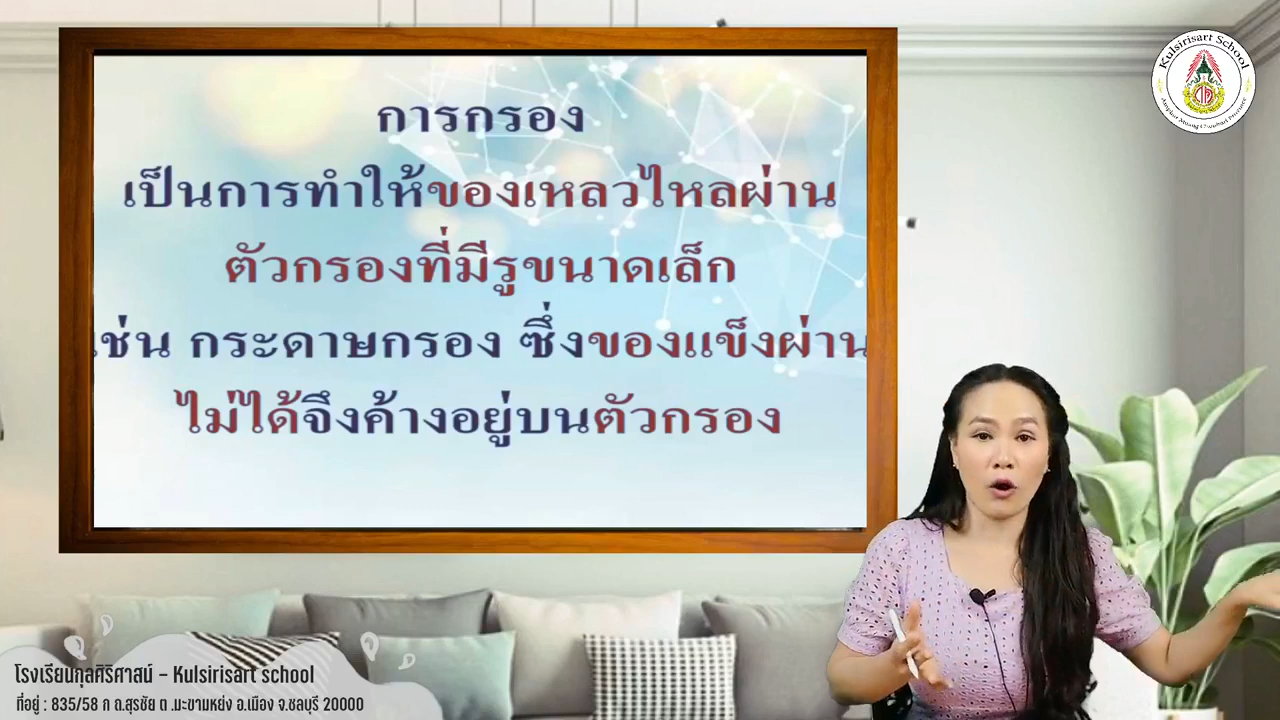 การกรอง
เป็นการทำให้ของเหลวไหลผ่าน
ตัวกรองที่มีรูขนาดเล็ก
เช่น กระดาษกรอง ซึ่งของแข็งผ่าน
ไม่ได้จึงค้างอยู่บนตัวกรอง
Kulsirisart School
โรงเรียนกุลศิริศาสน์ - Kulsirisart school
ที่อยู่ : 835/58 ก ถ.สุรชัย ต .มะขามหย่ง อ.เมือง จ.ชลบุรี 20000